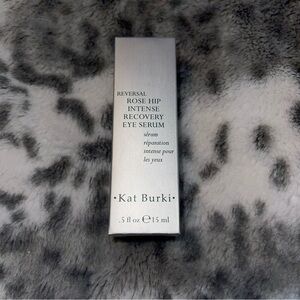 REVERSAL
ROSE HIP
INTENSE
RECOVERY
EYE SERUM
sérum
réparation
intense pour
les yeux
•Kat Burki•
.5 fl oz ℮15 ml